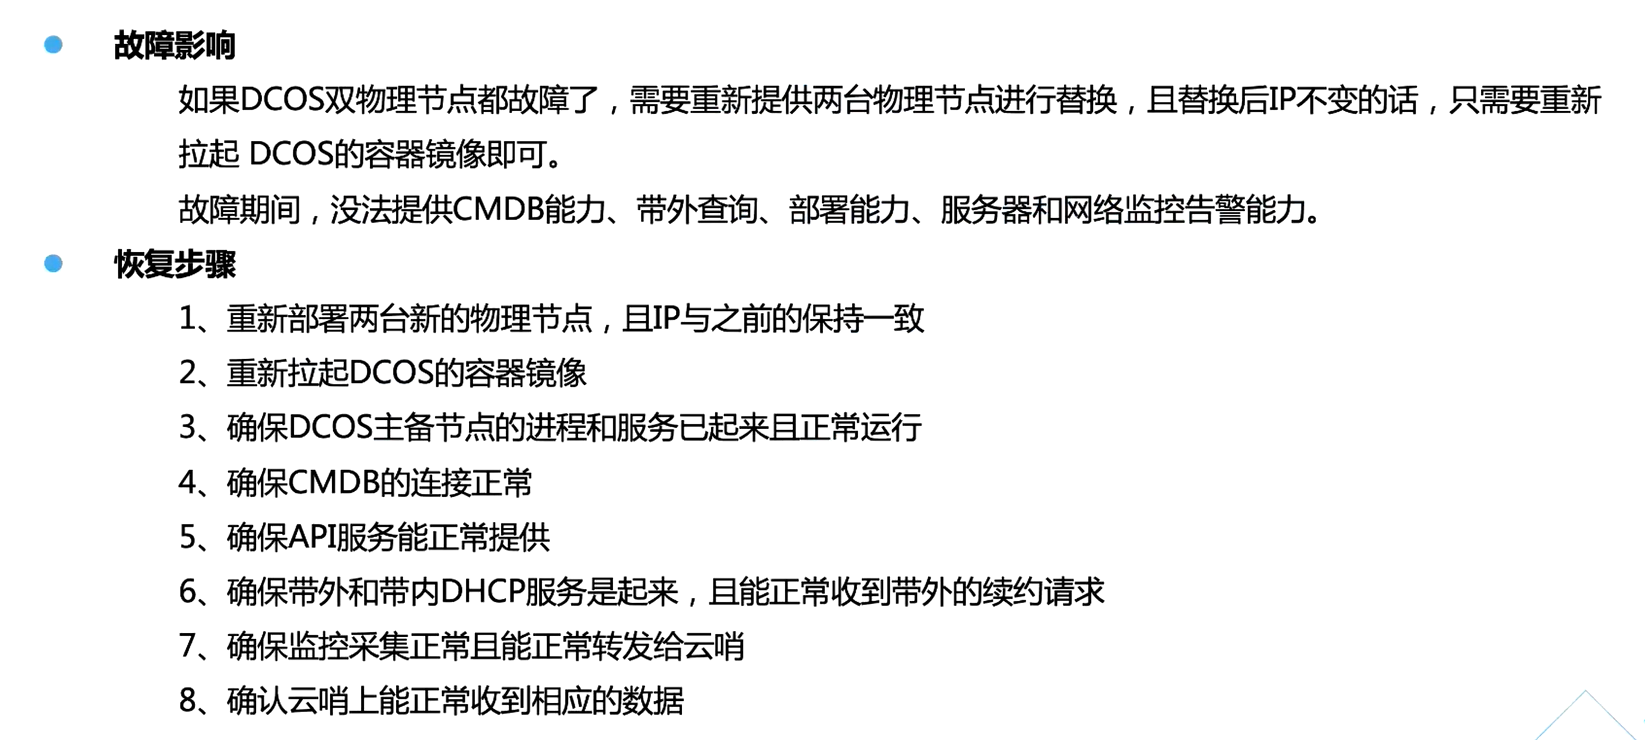 故障影响
如果DCOS双物理节点都故障了，需要重新提供两台物理节点进行替换，且替换后IP不变的话，只需要重新
拉起 DCOS的容器镜像即可。
故障期间，没法提供CMDB能力、带外查询、部署能力、服务器和网络监控告警能力。
恢复步骤
1、重新部署两台新的物理节点，且IP与之前的保持一致
2、重新拉起DCOS的容器镜像
3、确保DCOS主备节点的进程和服务已起来且正常运行
4、确保CMDB的连接正常
5、确保API服务能正常提供
6、确保带外和带内DHCP服务是起来，且能正常收到带外的续约请求
7、确保监控采集正常且能正常转发给云哨
8、确认云哨上能正常收到相应的数据